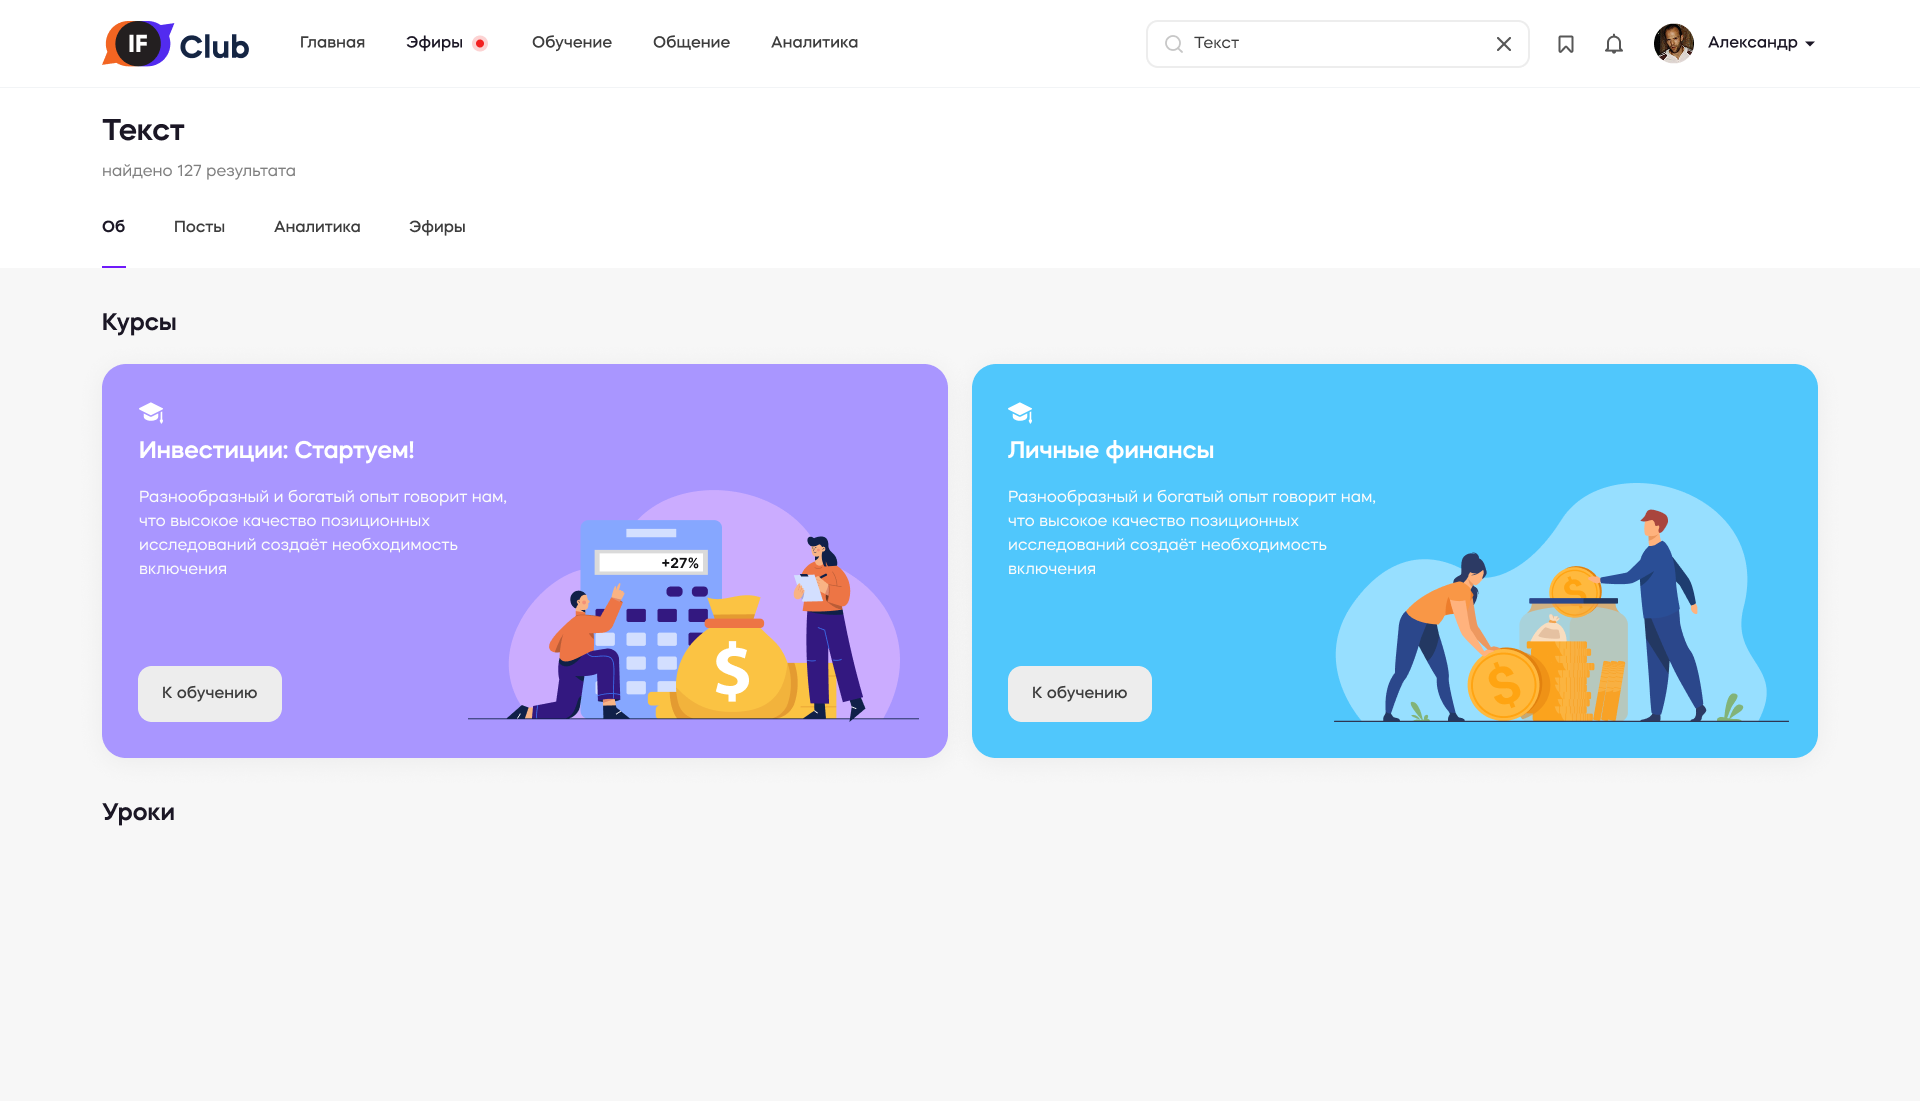 IF Club
Главная
Эфиры
Обучение
Общение
Аналитика
Текст
Александр
Текст
найдено 127 результата
Об
Посты
Аналитика
Эфиры
Курсы
Инвестиции: Стартуем!
Разнообразный и богатый опыт говорит нам,
что высокое качество позиционных
исследований создаёт необходимость
включения
+27%
$
К обучению
Личные финансы
Разнообразный и богатый опыт говорит нам,
что высокое качество позиционных
исследований создаёт необходимость
включения
$
$
К обучению
Уроки